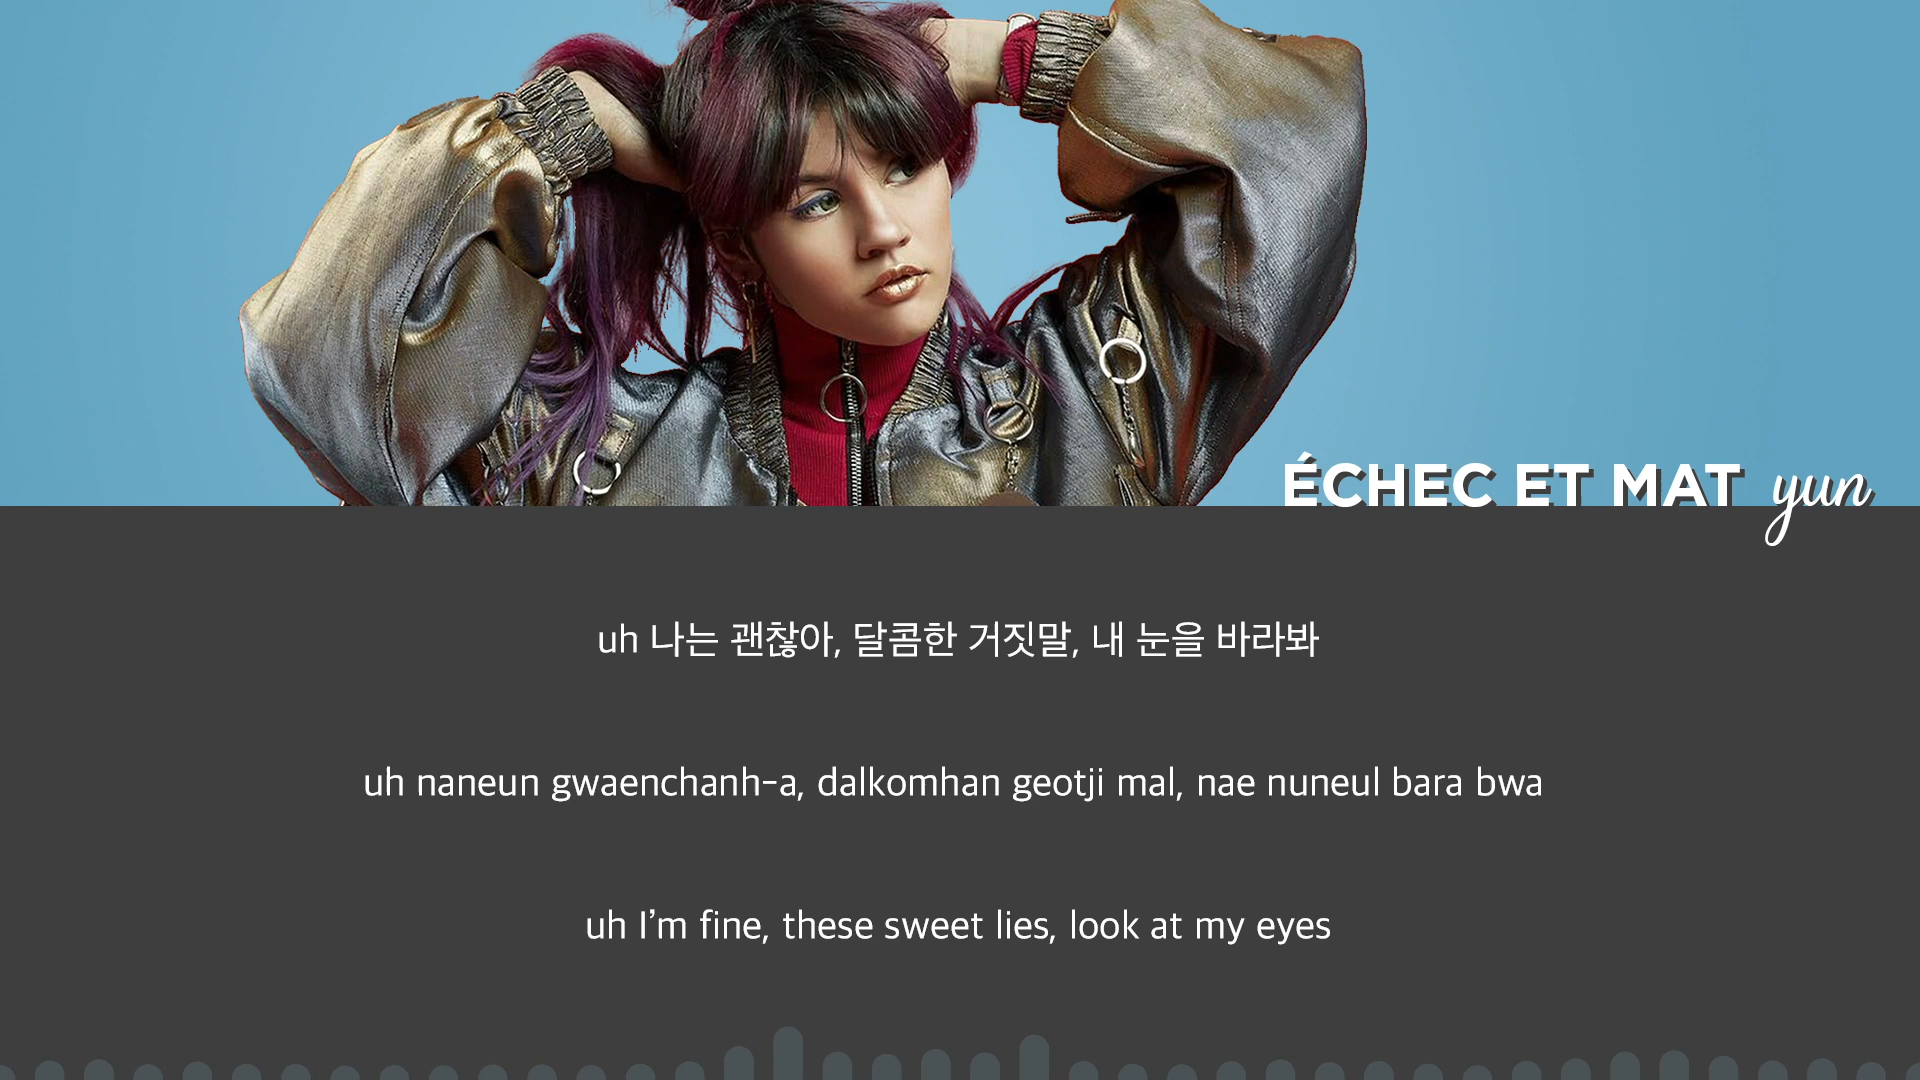 ÉCHEC ET MAT yun
uh 나는 괜찮아, 달콤한 거짓말, 내 눈을 바라봐
uh naneun gwaenchanh-a, dalkomhan geotji mal, nae nuneul bara bwa
uh I’m fine, these sweet lies, look at my eyes